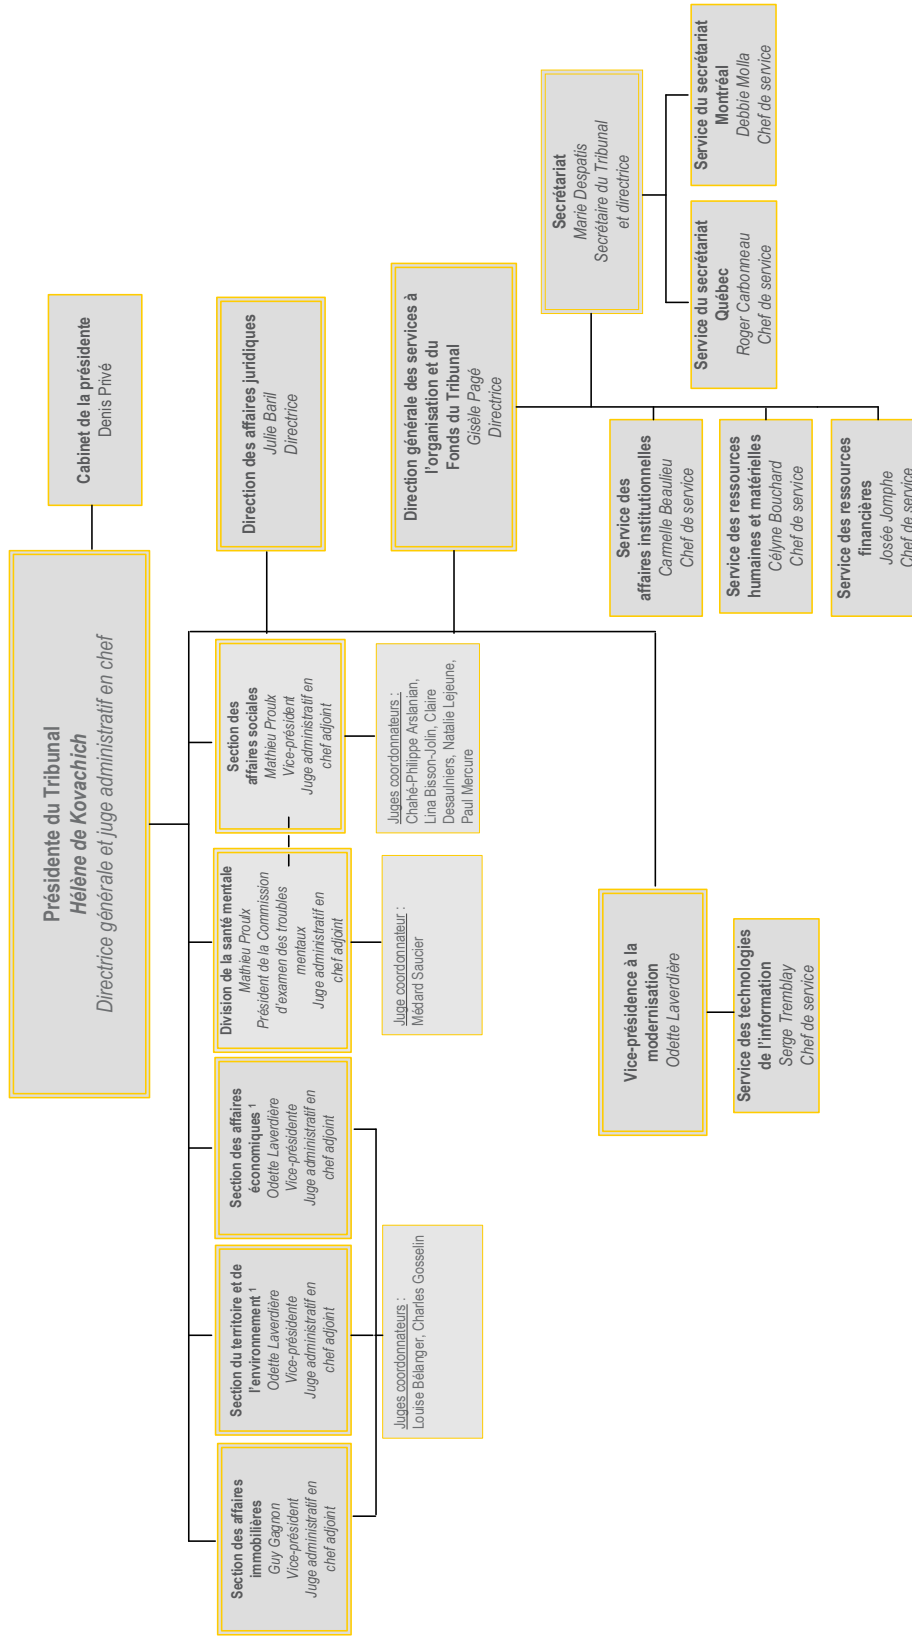 Présidente du Tribunal
Hélène de Kovachich
Directrice générale et juge administratif en chef
Cabinet de la présidente
Denis Privé
Section des affaires
immobilières
Guy Gagnon
Vice-président
Juge administratif en
chef adjoint
Section du territoire et de
l'environnement ¹
Odette Laverdière
Vice-présidente
Juge administratif en
chef adjoint
Section des affaires
économiques ¹
Odette Laverdière
Vice-présidente
Juge administratif en
chef adjoint
Division de la santé mentale
Mathieu Proulx
Président de la Commission
d'examen des troubles
mentaux
Juge administratif en
chef adjoint
Section des
affaires sociales
Mathieu Proulx
Vice-président
Juge administratif en
chef adjoint
Direction des affaires juridiques
Julie Baril
Directrice
Juges coordonnateurs :
Louise Bélanger, Charles Gosselin
Juge coordonnateur :
Médard Saucier
Juges coordonnateurs :
Chahé-Philippe Arslanian,
Lina Bisson-Jolin, Claire
Desaulniers, Natalie Lejeune,
Paul Mercure
Direction générale des services à
l'organisation et du
Fonds du Tribunal
Gisèle Pagé
Directrice
Secrétariat
Marie Despatis
Secrétaire du Tribunal
et directrice
Service du secrétariat
Québec
Roger Carbonneau
Chef de service
Service du secrétariat
Montréal
Debbie Molla
Chef de service
Vice-présidence à la
modernisation
Odette Laverdière
Service des technologies
de l'information
Serge Tremblay
Chef de service
Service des
affaires institutionnelles
Carmelle Beaulieu
Chef de service
Service des ressources
humaines et matérielles
Célyne Bouchard
Chef de service
Service des ressources
financières
Josée Jomphe
Chef de service